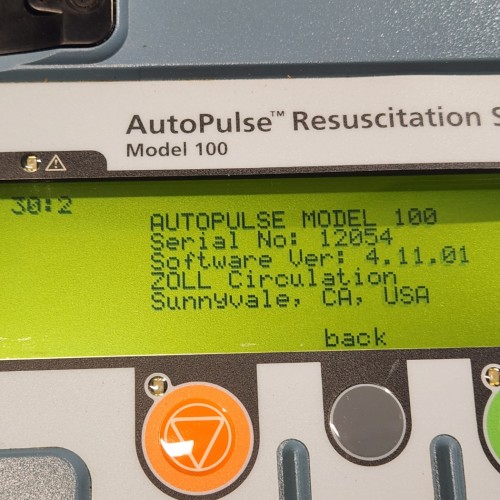 AutoPulse™ Resuscitation S
Model 100
30:2
AUTOPULSE MODEL 100
Serial No: 12054
Software Ver: 4.11.01
ZOLL Circulation
Sunnyvale, CA, USA
back